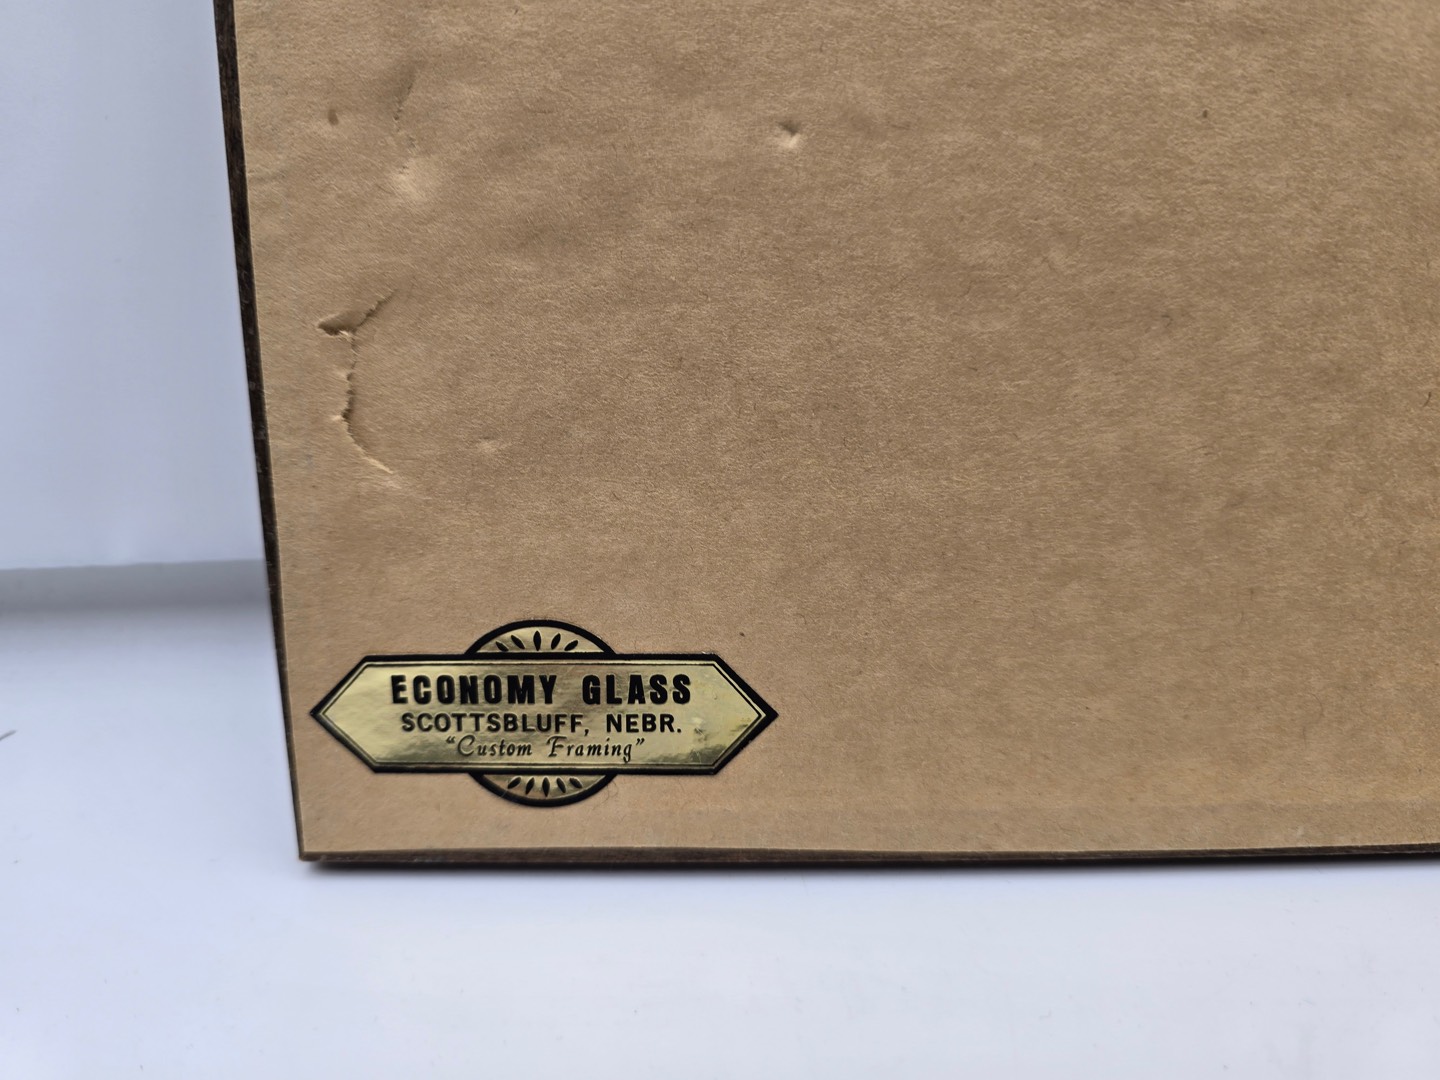 ECONOMY GLASS
SCOTTSBLUFF, NEBR.
"Custom Framing"